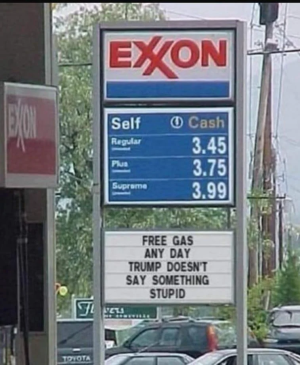 EXXON
EXXON
Self Cash
Regular 3.45
Plus 3.75
Supreme 3.99
FREE GAS
ANY DAY
TRUMP DOESN'T
SAY SOMETHING
STUPID
TOYOTA